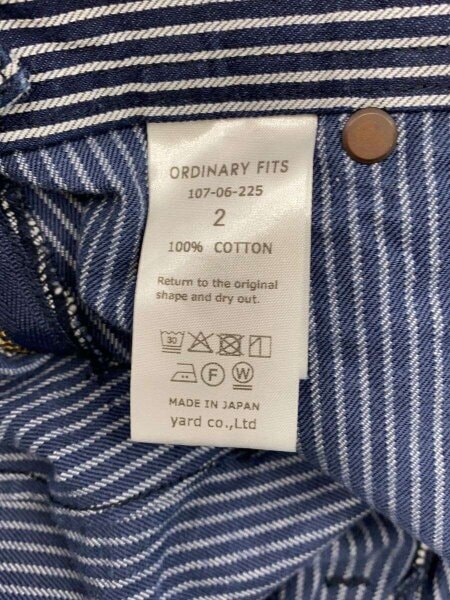 ORDINARY FITS
107-06-225
2
100% COTTON
Return to the original
shape and dry out.
30
F W
MADE IN JAPAN
yard co.,Ltd